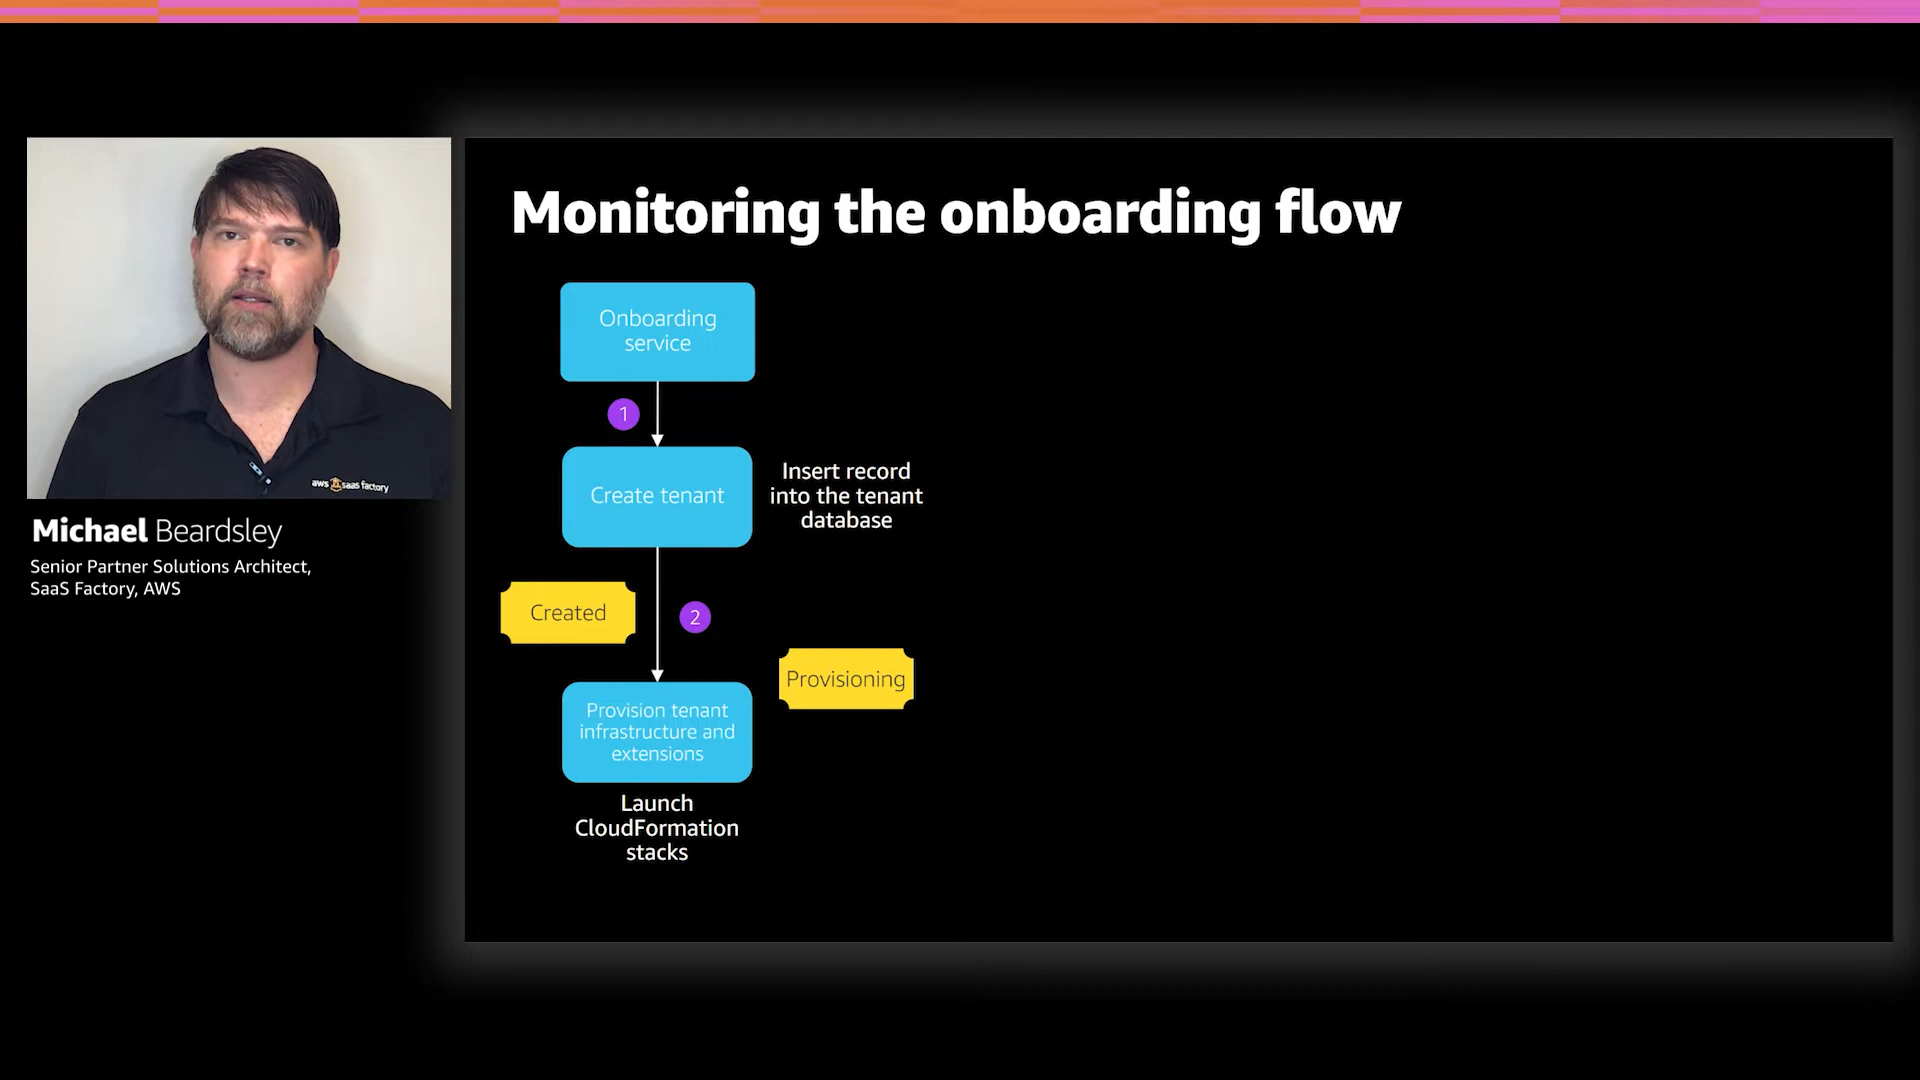 Monitoring the onboarding flow
Onboarding
service
1
Create tenant
Insert record
into the tenant
database
Created
2
Provisioning
Provision tenant
infrastructure and
extensions
Launch
CloudFormation
stacks
aws saas factory
Michael Beardsley
Senior Partner Solutions Architect,
SaaS Factory, AWS